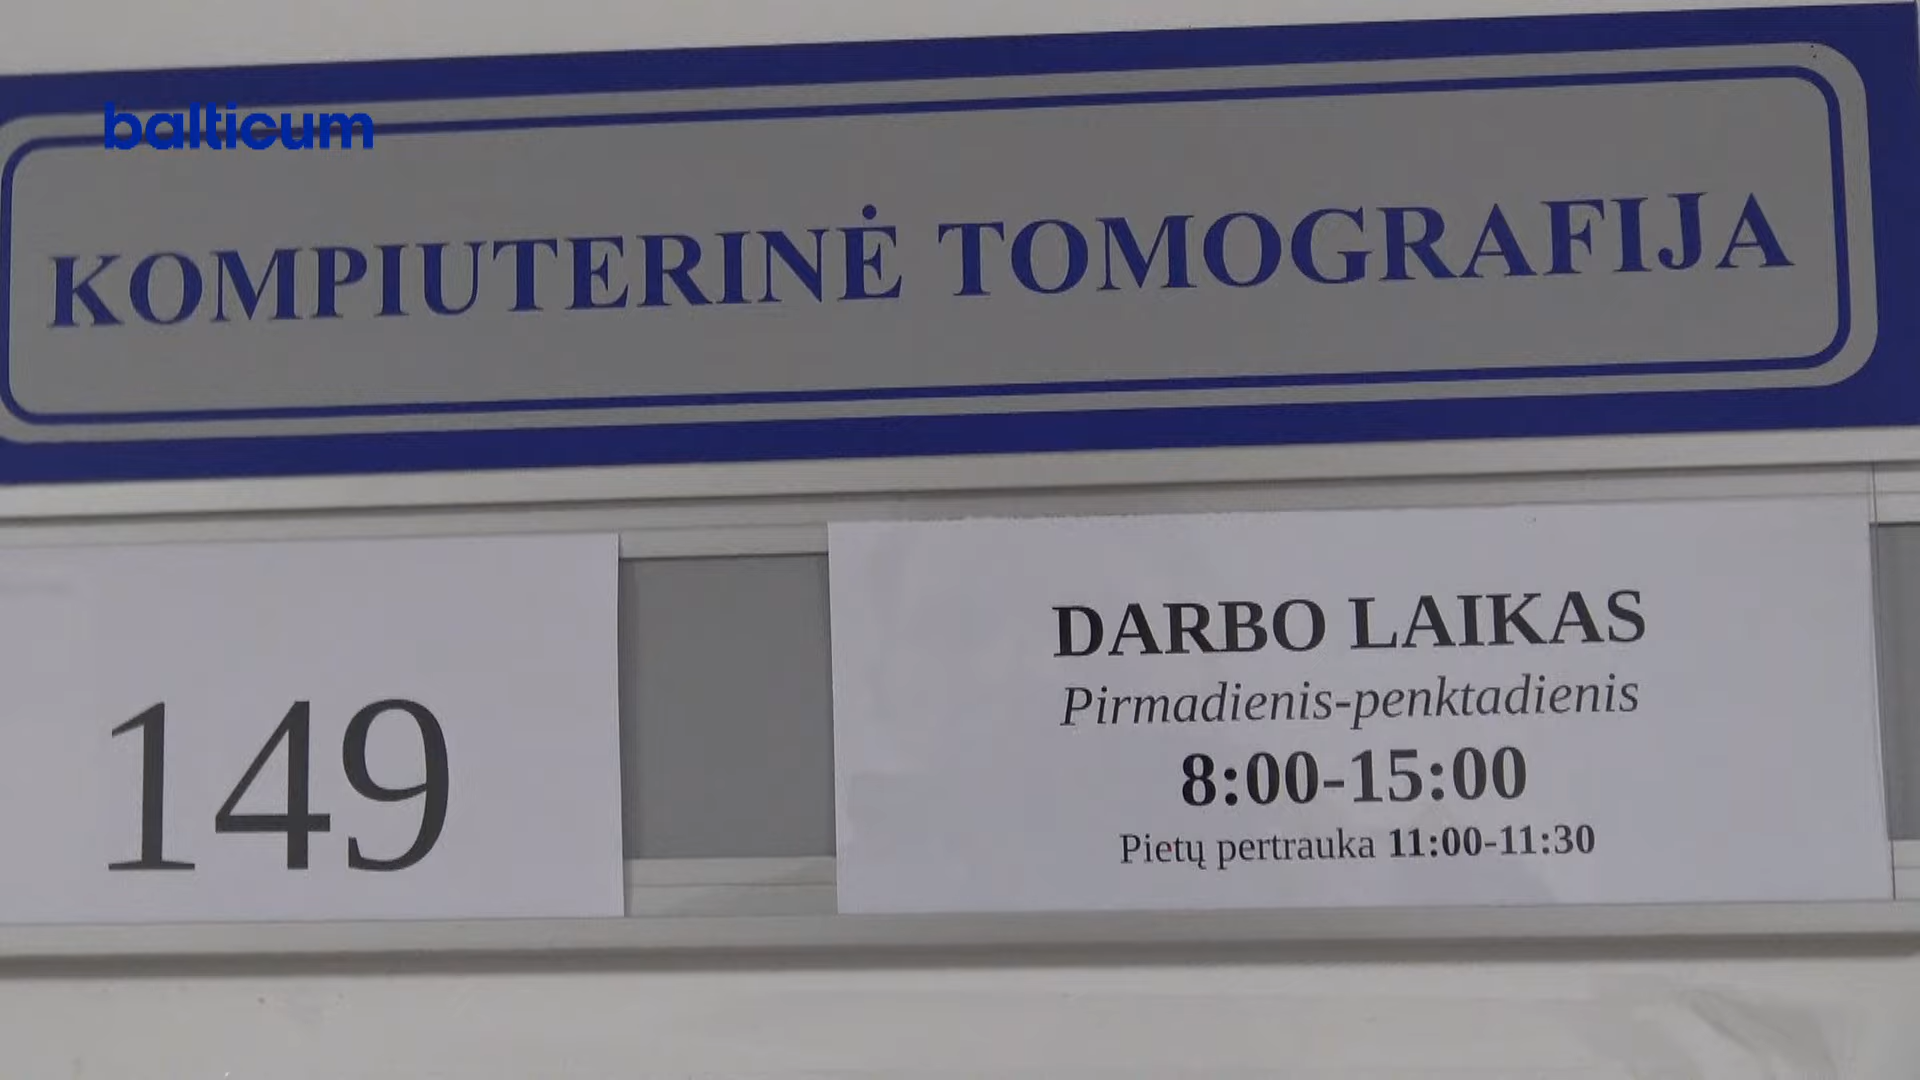 balticum
KOMPIUTERINĖ TOMOGRAFIJA
149
DARBO LAIKAS
Pirmadienis-penktadienis
8:00-15:00
Pietų pertrauka 11:00-11:30